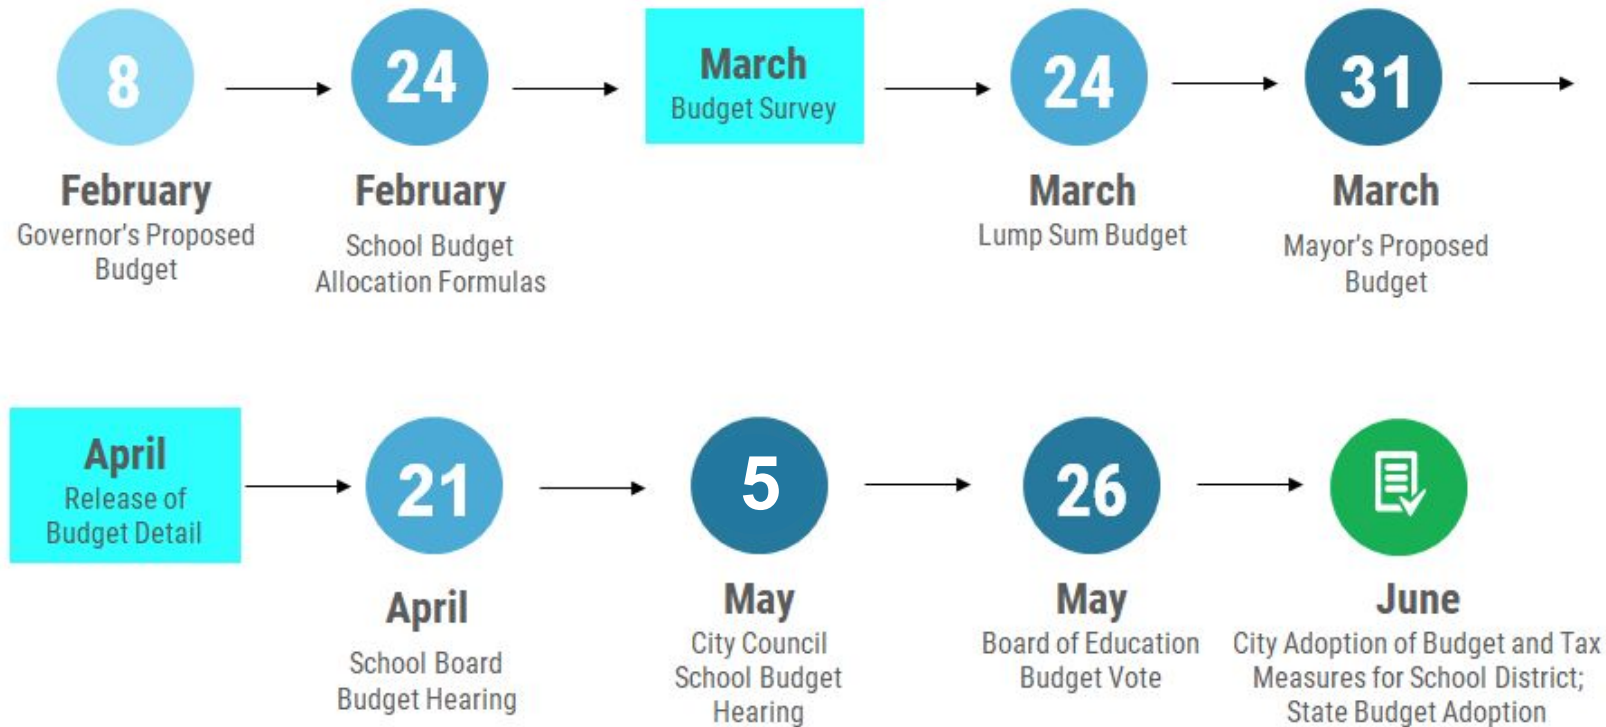 8
February
Governor's Proposed
Budget
24
February
School Budget
Allocation Formulas
March
Budget Survey
24
March
Lump Sum Budget
31
March
Mayor's Proposed
Budget
April
Release of
Budget Detail
21
April
School Board
Budget Hearing
5
May
City Council
School Budget
Hearing
26
May
Board of Education
Budget Vote
June
City Adoption of Budget and Tax
Measures for School District;
State Budget Adoption